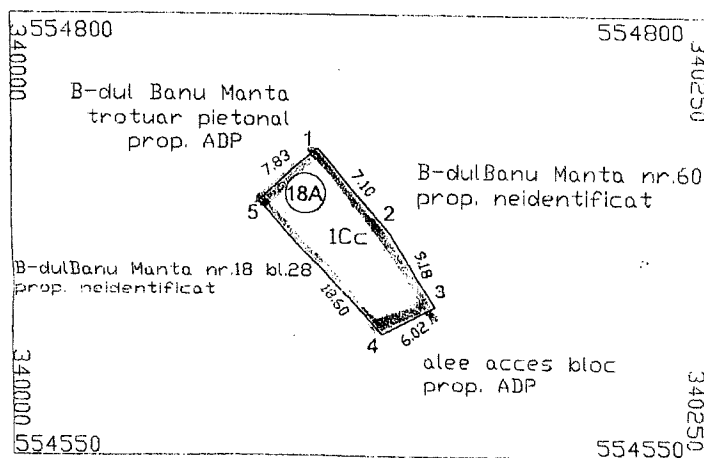 554800
554800
340000
340250
B-dul Banu Manta
trotuar pietonal
prop. ADP
1
7.83
7.10
B-dulBanu Manta nr.60
prop. neidentificat
18A
5
2
1Cc
B-dulBanu Manta nr.18 bl.28
prop. neidentificat
18.60
9.18
3
4
6.02
alee acces bloc
prop. ADP
340000
340250
554550
554550